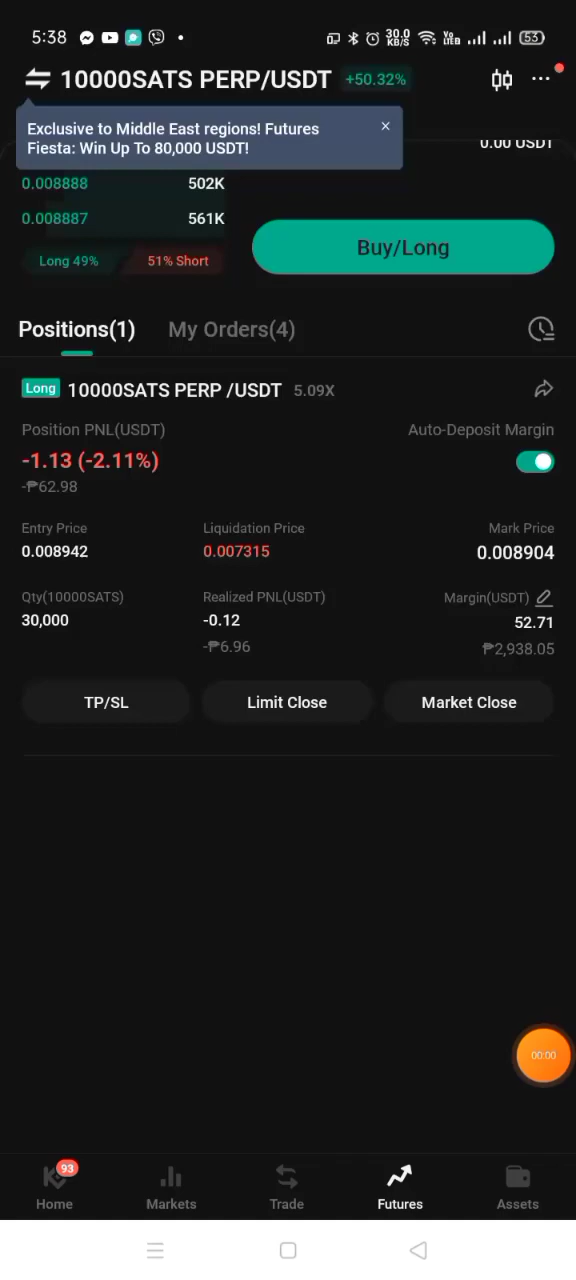 5:38
30.0
KB/S
Vo
LTE
53
10000SATS PERP/USDT +50.32%
Exclusive to Middle East regions! Futures
Fiesta: Win Up To 80,000 USDT!
0.00 USDT
0.008888 502K
0.008887 561K
Buy/Long
Long 49% 51% Short
Positions(1) My Orders(4)
Long 10000SATS PERP /USDT 5.09X
Position PNL(USDT) Auto-Deposit Margin
-1.13 (-2.11%)
-₱62.98
Entry Price Liquidation Price Mark Price
0.008942 0.007315 0.008904
Qty(10000SATS) Realized PNL(USDT) Margin(USDT)
30,000 -0.12 52.71
-₱6.96 ₱2,938.05
TP/SL Limit Close Market Close
00:00
93
Home Markets Trade Futures Assets